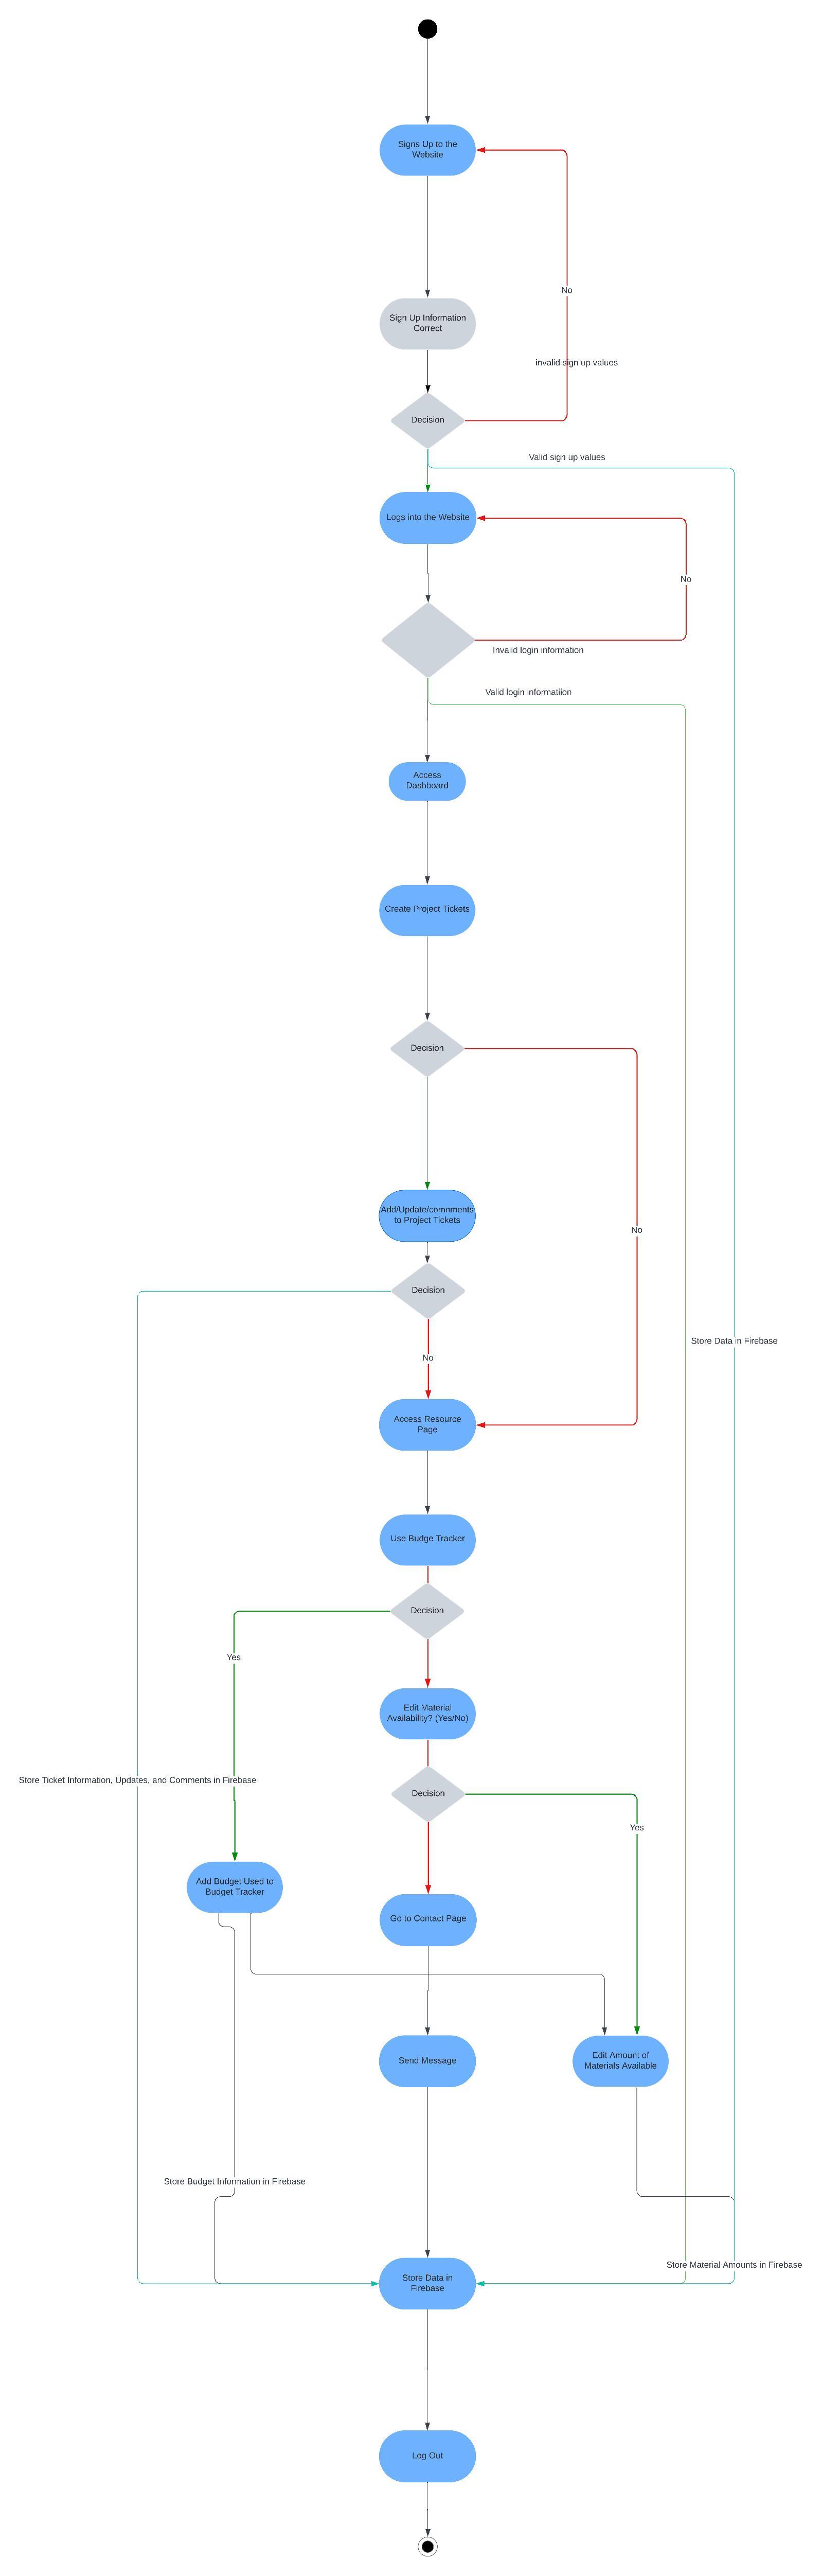 Signs Up to the
Website
No
Sign Up Information
Correct
invalid sign up values
Decision
Valid sign up values
Logs into the Website
No
Invalid login information
Valid login informatiion
Access
Dashboard
Create Project Tickets
Decision
Add/Update/comnments
to Project Tickets
No
Decision
Store Data in Firebase
No
Access Resource
Page
Use Budge Tracker
Decision
Yes
Edit Material
Availability? (Yes/No)
Store Ticket Information, Updates, and Comments in Firebase
Decision
Yes
Add Budget Used to
Budget Tracker
Go to Contact Page
Send Message
Edit Amount of
Materials Available
Store Budget Information in Firebase
Store Material Amounts in Firebase
Store Data in
Firebase
Log Out